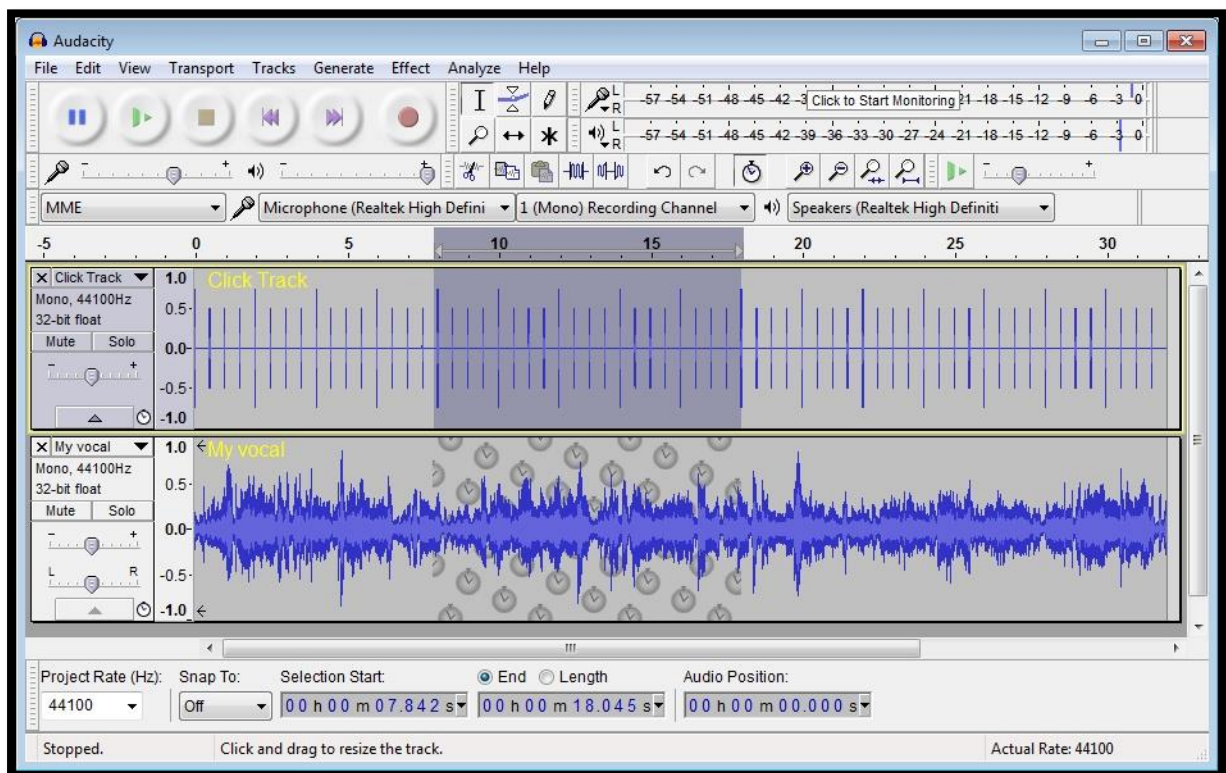 Audacity
File Edit View Transport Tracks Generate Effect Analyze Help
L R -57 -54 -51 -48 -45 -42 -3 Click to Start Monitoring 21 -18 -15 -12 -9 -6 -3 0
L R -57 -54 -51 -48 -45 -42 -39 -36 -33 -30 -27 -24 -21 -18 -15 -12 -9 -6 -3 0
- + - + - +
MME Microphone (Realtek High Defini 1 (Mono) Recording Channel Speakers (Realtek High Definiti
-5 0 5 10 15 20 25 30
X Click Track 1.0 Click Track
Mono, 44100Hz
32-bit float 0.5
Mute Solo 0.0
- + -0.5
-1.0
X My vocal 1.0 My vocal
Mono, 44100Hz
32-bit float 0.5
Mute Solo 0.0
- +
L R -0.5
-1.0
Project Rate (Hz): Snap To: Selection Start: End Length Audio Position:
44100 Off 00 h 00 m 07.842 s 00 h 00 m 18.045 s 00 h 00 m 00.000 s
Stopped. Click and drag to resize the track. Actual Rate: 44100